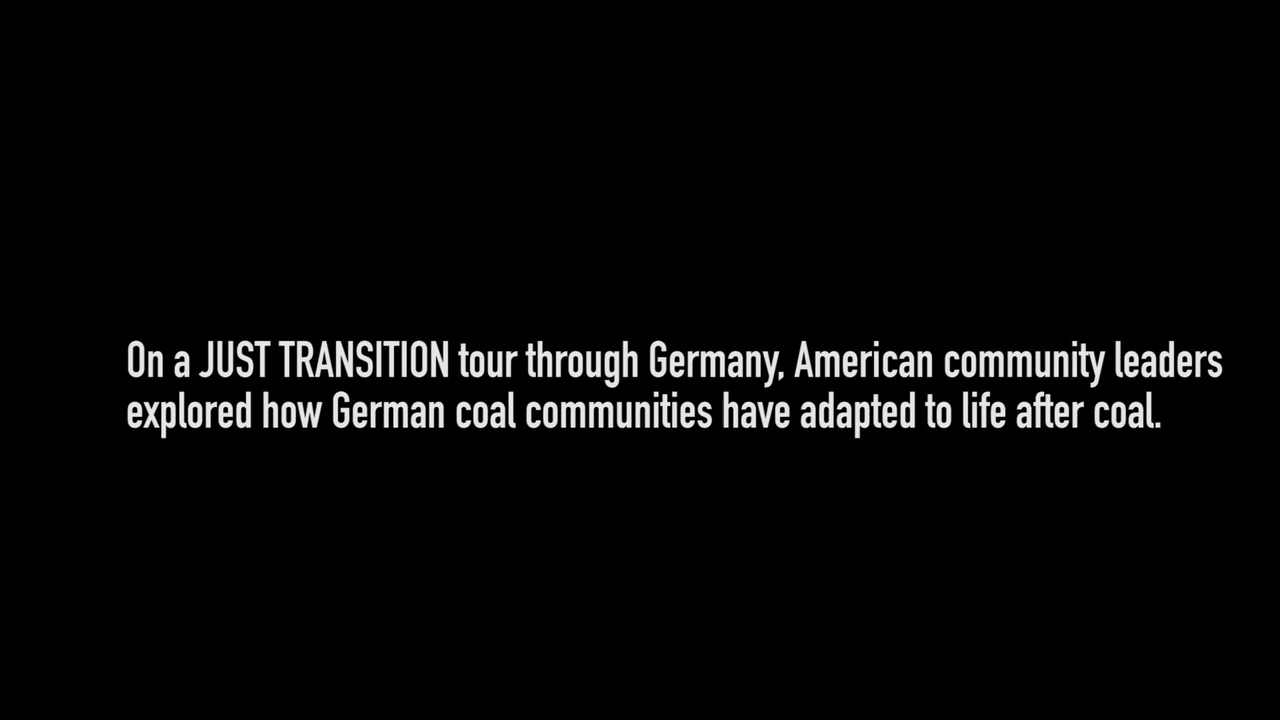 On a JUST TRANSITION tour through Germany, American community leaders
explored how German coal communities have adapted to life after coal.